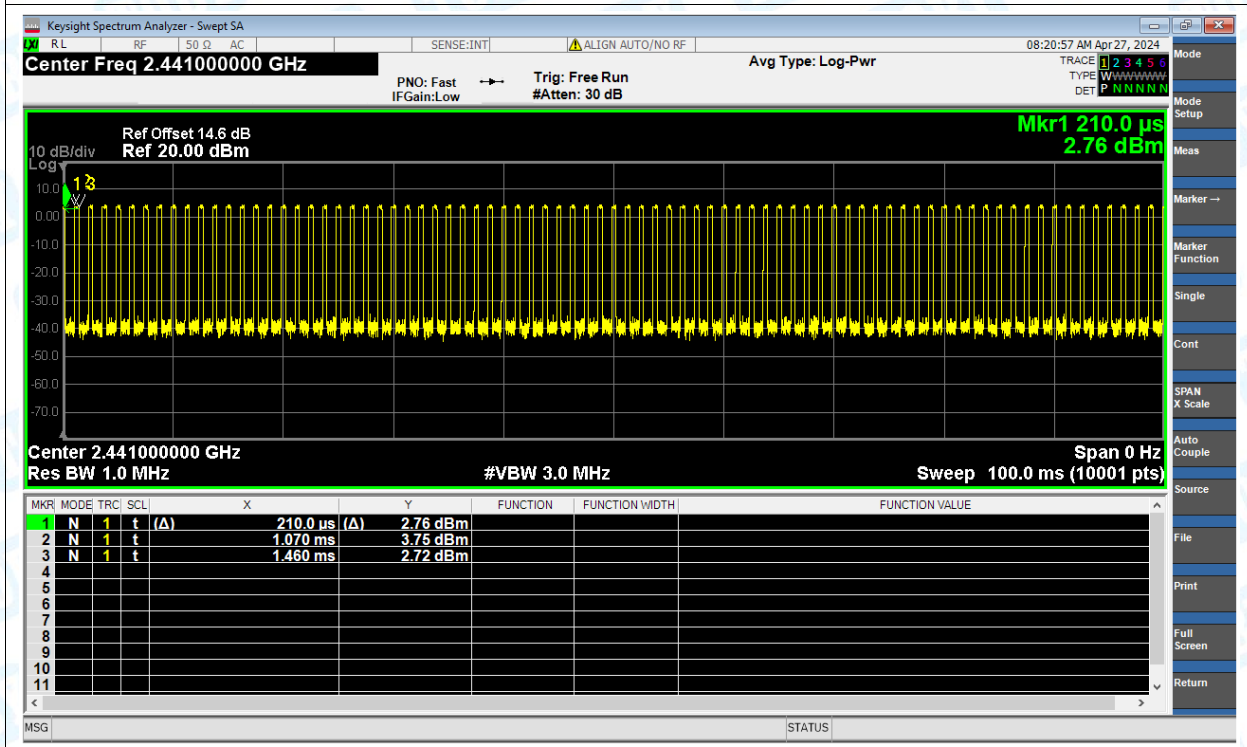 Keysight Spectrum Analyzer - Swept SA
LXI RL RF 50 Ω AC SENSE:INT ALIGN AUTO/NO RF 08:20:57 AM Apr 27, 2024
Center Freq 2.441000000 GHz
PNO: Fast
IFGain:Low
Trig: Free Run
#Atten: 30 dB
Avg Type: Log-Pwr
TRACE 1 2 3 4 5 6
TYPE WWWWWW
DET P N N N N N
Mkr1 210.0 µs
2.76 dBm
Ref Offset 14.6 dB
10 dB/div Ref 20.00 dBm
Log
10.0
0.00
-10.0
-20.0
-30.0
-40.0
-50.0
-60.0
-70.0
1 3
Center 2.441000000 GHz Span 0 Hz
Res BW 1.0 MHz #VBW 3.0 MHz Sweep 100.0 ms (10001 pts)
MKR MODE TRC SCL X Y FUNCTION FUNCTION WIDTH FUNCTION VALUE
1 N 1 t (Δ) 210.0 µs (Δ) 2.76 dBm
2 N 1 t 1.070 ms 3.75 dBm
3 N 1 t 1.460 ms 2.72 dBm
4
5
6
7
8
9
10
11
MSG STATUS
Mode
Mode Setup
Meas
Marker →
Marker Function
Single
Cont
SPAN
X Scale
Auto Couple
Source
File
Print
Full Screen
Return